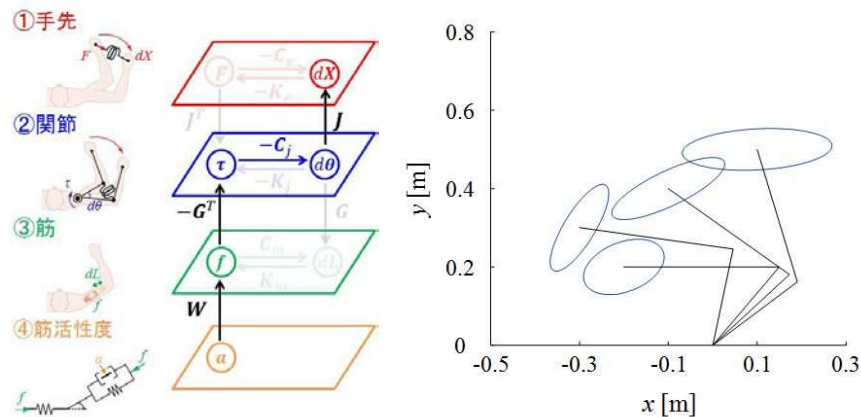 ①手先
F
dX
F
-C_e
-K_e
dX
J^T
J
②関節
τ
dθ
τ
-C_j
-K_j
dθ
-G^T
G
③筋
dL
f
f
C_m
K_m
dL
W
④筋活性度
α
f
f
a
y [m]
0.8
0.6
0.4
0.2
0
-0.5
-0.3
-0.1
0.1
0.3
x [m]